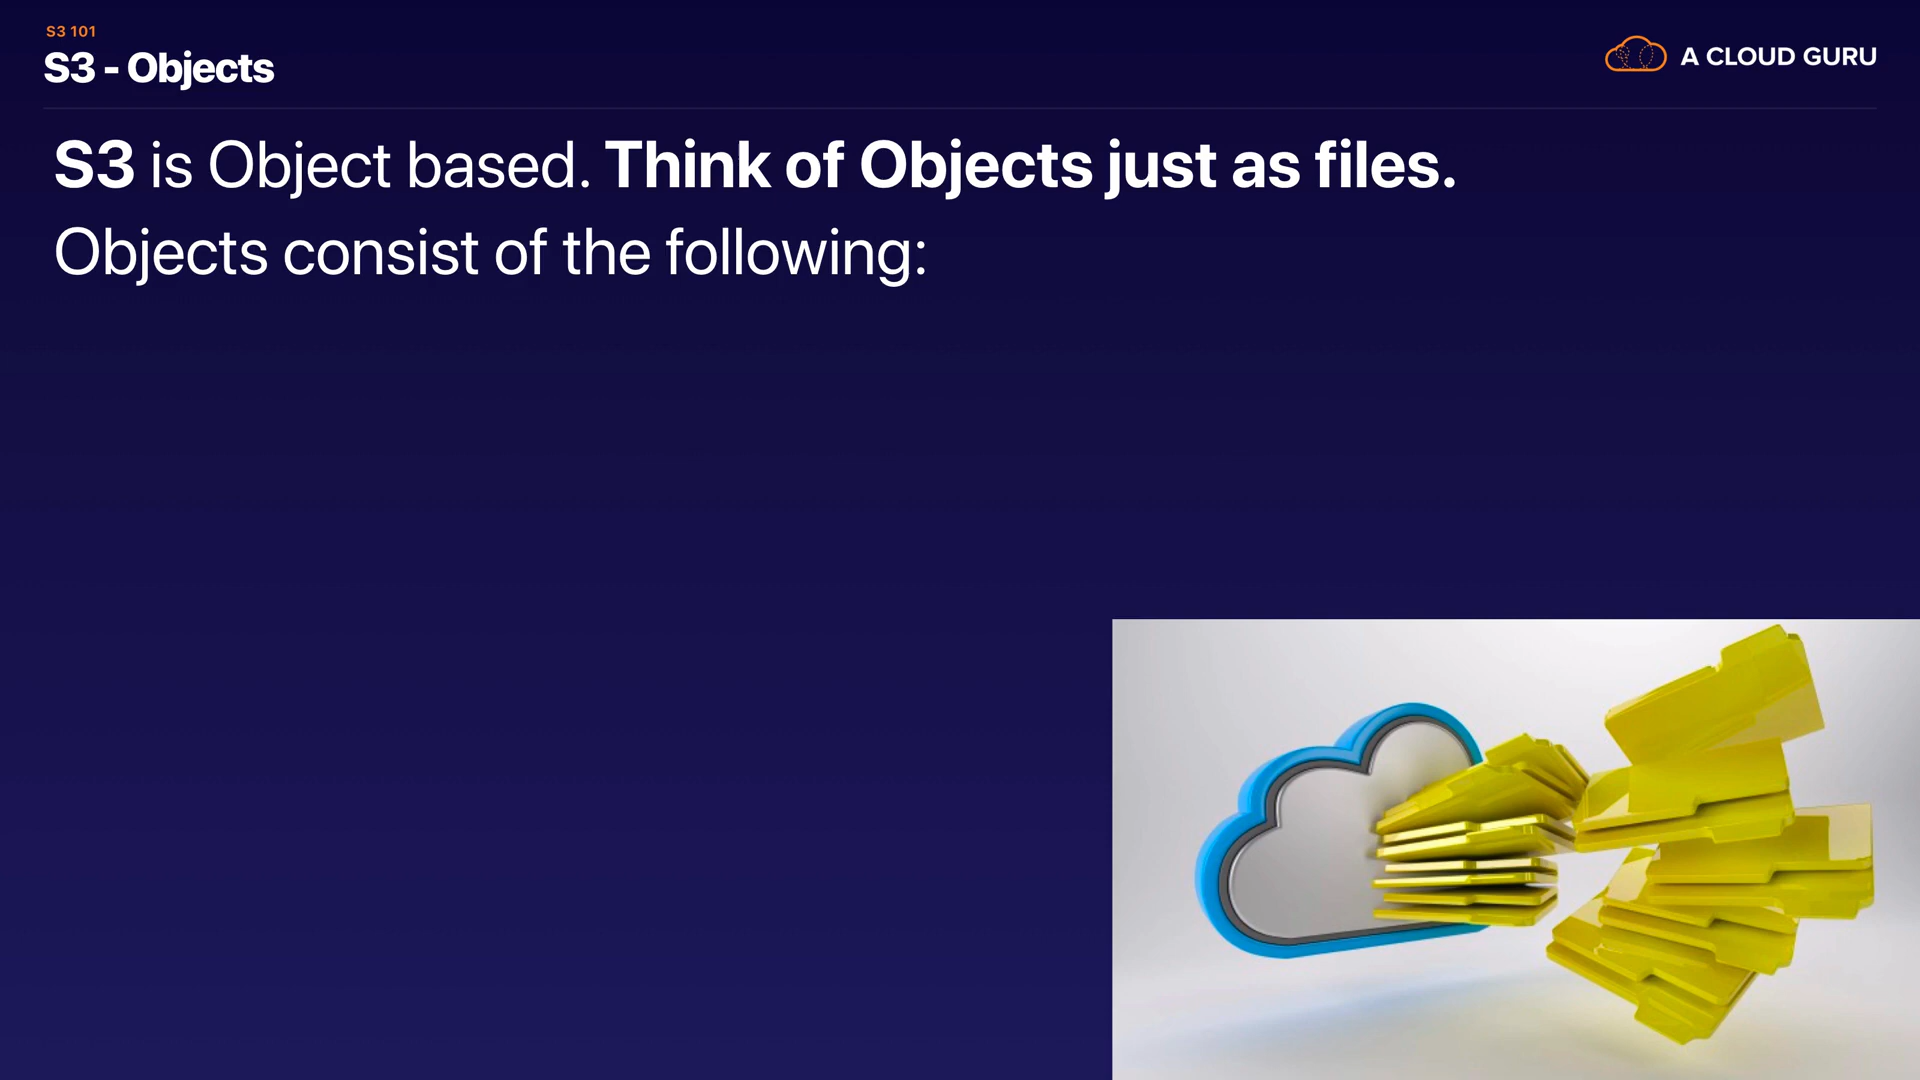 S3 101
S3 - Objects
A CLOUD GURU
S3 is Object based. Think of Objects just as files.
Objects consist of the following: